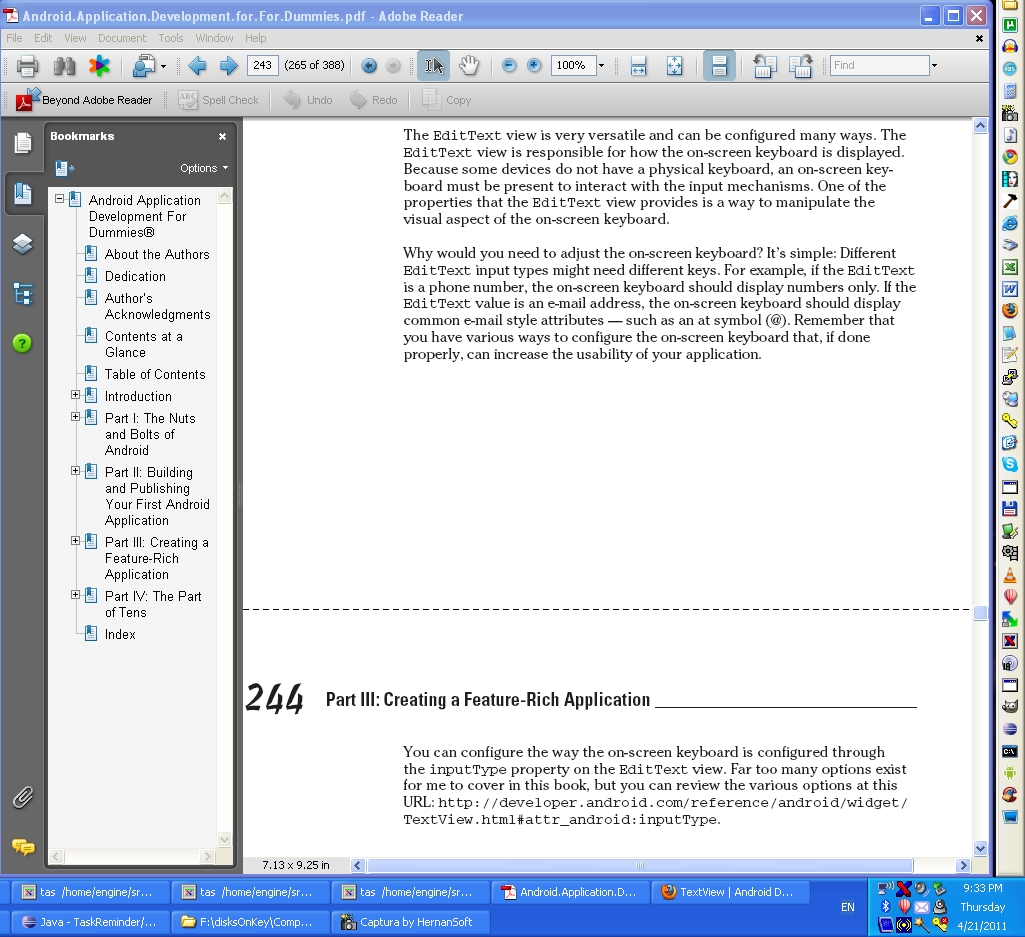 Android.Application.Development.for.For.Dummies.pdf - Adobe Reader
File Edit View Document Tools Window Help
243 (265 of 388) 100% Find
Beyond Adobe Reader Spell Check Undo Redo Copy
Bookmarks
Options
Android Application
Development For
Dummies®
About the Authors
Dedication
Author's
Acknowledgments
Contents at a
Glance
Table of Contents
Introduction
Part I: The Nuts
and Bolts of
Android
Part II: Building
and Publishing
Your First Android
Application
Part III: Creating a
Feature-Rich
Application
Part IV: The Part
of Tens
Index
The EditText view is very versatile and can be configured many ways. The
EditText view is responsible for how the on-screen keyboard is displayed.
Because some devices do not have a physical keyboard, an on-screen key-
board must be present to interact with the input mechanisms. One of the
properties that the EditText view provides is a way to manipulate the
visual aspect of the on-screen keyboard.
Why would you need to adjust the on-screen keyboard? It's simple: Different
EditText input types might need different keys. For example, if the EditText
is a phone number, the on-screen keyboard should display numbers only. If the
EditText value is an e-mail address, the on-screen keyboard should display
common e-mail style attributes — such as an at symbol (@). Remember that
you have various ways to configure the on-screen keyboard that, if done
properly, can increase the usability of your application.
244 Part III: Creating a Feature-Rich Application
You can configure the way the on-screen keyboard is configured through
the inputType property on the EditText view. Far too many options exist
for me to cover in this book, but you can review the various options at this
URL: http://developer.android.com/reference/android/widget/
TextView.html#attr_android:inputType.
7.13 x 9.25 in
tas /home/engine/sr... tas /home/engine/sr... tas /home/engine/sr... Android.Application.D... TextView | Android D...
Java - TaskReminder/... F:\disksOnKey\Comp... Captura by HernanSoft
EN
9:33 PM
Thursday
4/21/2011